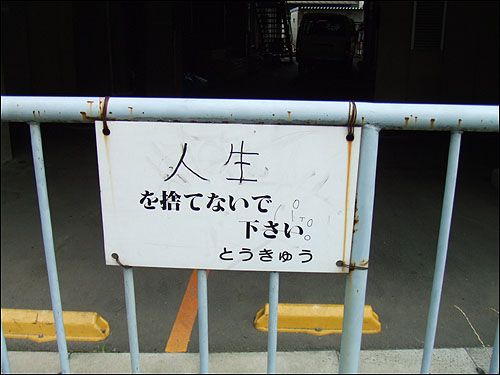 人生
を捨てないで
下さい。
とうきゅう